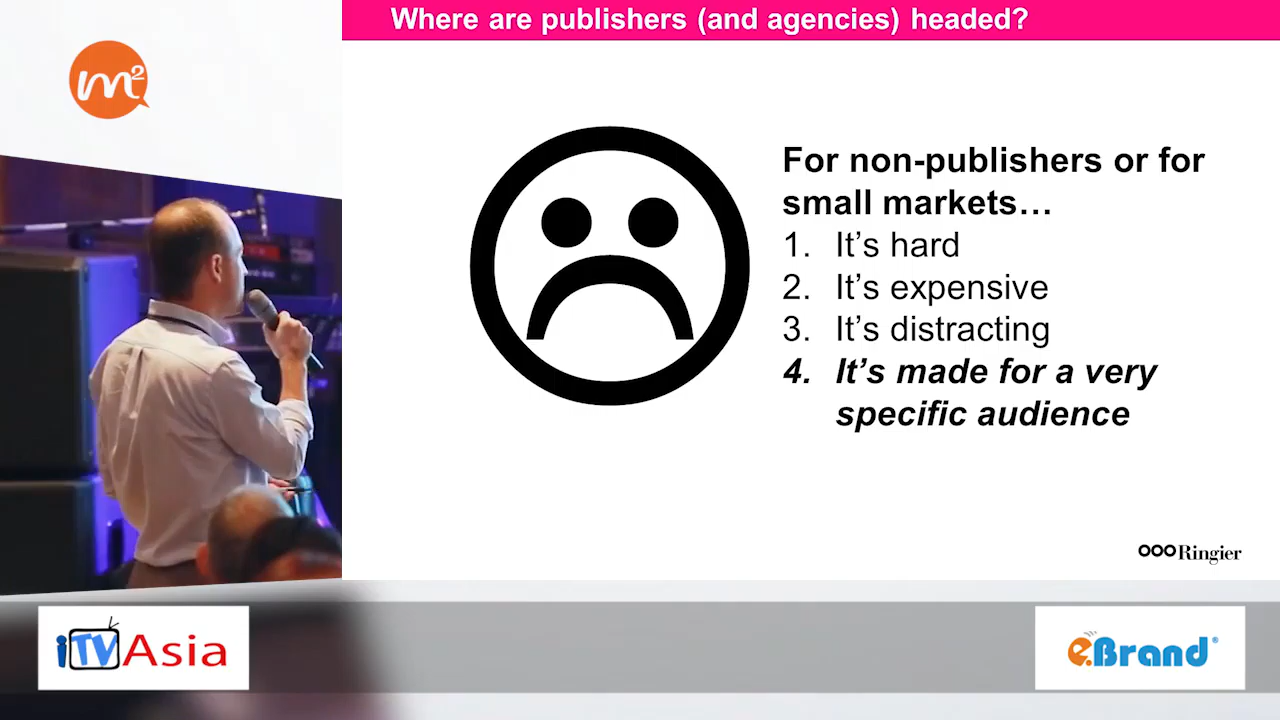 Where are publishers (and agencies) headed?
m²
For non-publishers or for
small markets…
1. It's hard
2. It's expensive
3. It's distracting
4. It's made for a very
specific audience
Ringier
iTVAsia
eBrand®